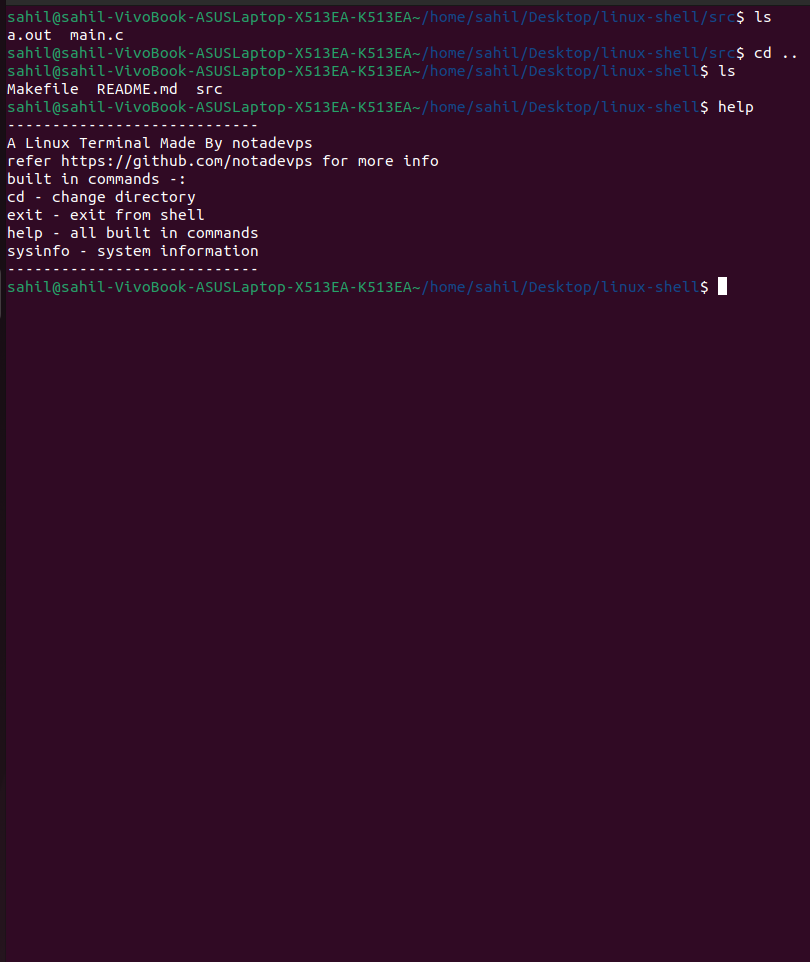 sahil@sahil-VivoBook-ASUSLaptop-X513EA-K513EA~/home/sahil/Desktop/linux-shell/src$ ls
a.out  main.c
sahil@sahil-VivoBook-ASUSLaptop-X513EA-K513EA~/home/sahil/Desktop/linux-shell/src$ cd ..
sahil@sahil-VivoBook-ASUSLaptop-X513EA-K513EA~/home/sahil/Desktop/linux-shell$ ls
Makefile  README.md  src
sahil@sahil-VivoBook-ASUSLaptop-X513EA-K513EA~/home/sahil/Desktop/linux-shell$ help
----------------------------
A Linux Terminal Made By notadevps
refer https://github.com/notadevps for more info
built in commands -:
cd - change directory
exit - exit from shell
help - all built in commands
sysinfo - system information
----------------------------
sahil@sahil-VivoBook-ASUSLaptop-X513EA-K513EA~/home/sahil/Desktop/linux-shell$